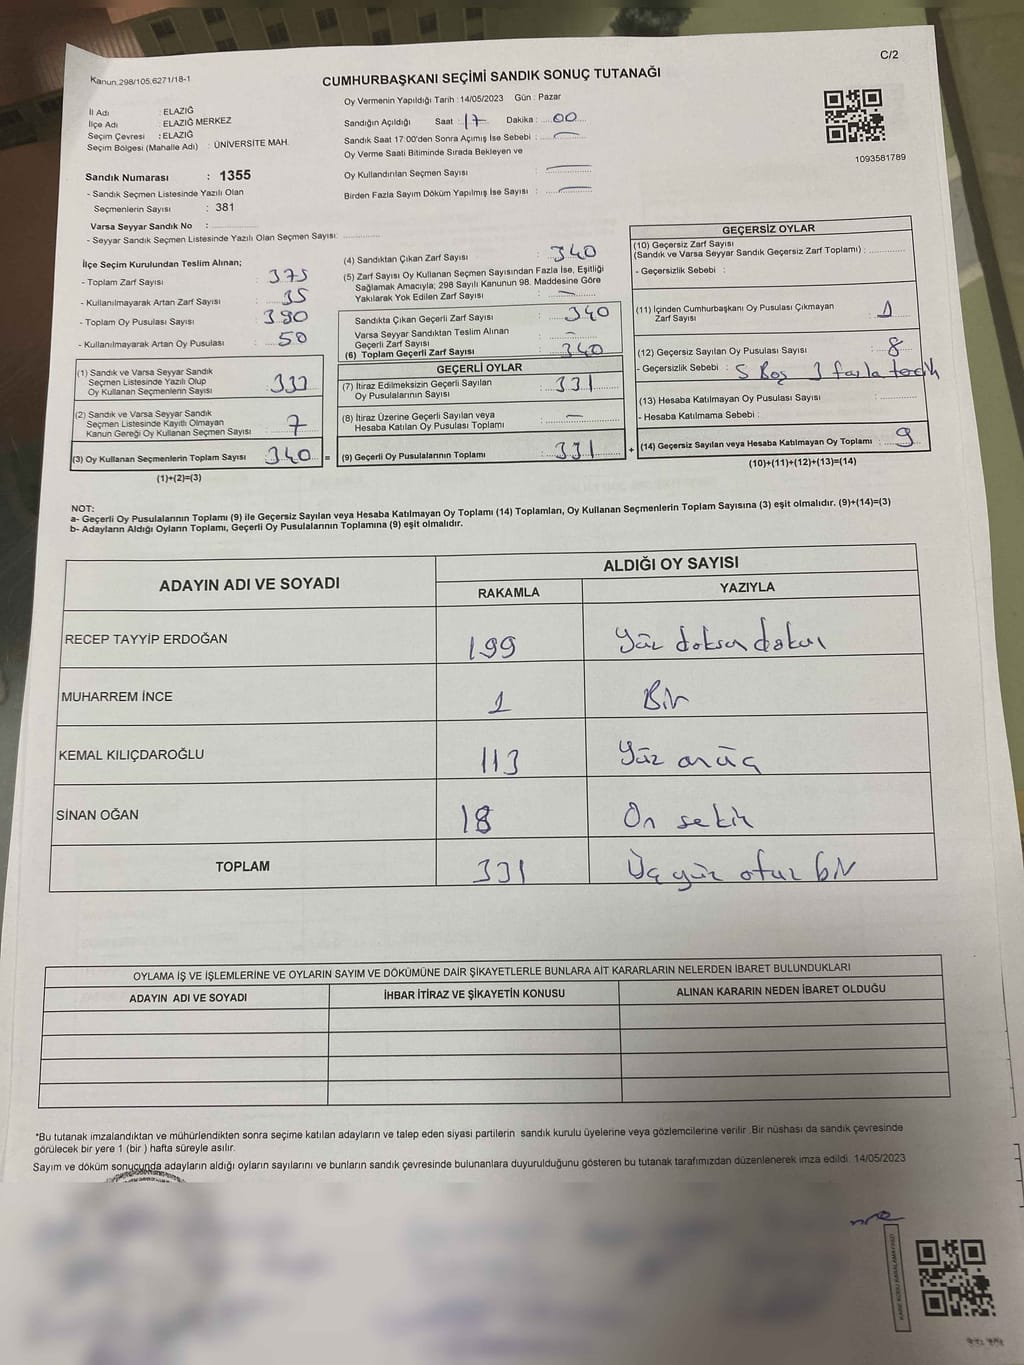 C/2
Kanun.298/105.6271/18-1
CUMHURBAŞKANI SEÇİMİ SANDIK SONUÇ TUTANAĞI
İl Adı : ELAZIĞ
İlçe Adı : ELAZIĞ MERKEZ
Seçim Çevresi : ELAZIĞ
Seçim Bölgesi (Mahalle Adı) : ÜNİVERSİTE MAH.
Oy Vermenin Yapıldığı Tarih : 14/05/2023 Gün : Pazar
Sandığın Açıldığı Saat : 17 Dakika : 00
Sandık Saat 17:00'den Sonra Açımış İse Sebebi :
Oy Verme Saati Bitiminde Sırada Bekleyen ve
Oy Kullandırılan Seçmen Sayısı :
Birden Fazla Sayım Döküm Yapılmış İse Sayısı :
1093581789
Sandık Numarası : 1355
- Sandık Seçmen Listesinde Yazılı Olan
Seçmenlerin Sayısı : 381
Varsa Seyyar Sandık No :
- Seyyar Sandık Seçmen Listesinde Yazılı Olan Seçmen Sayısı:
İlçe Seçim Kurulundan Teslim Alınan;
- Toplam Zarf Sayısı : 375
- Kullanılmayarak Artan Zarf Sayısı : 35
- Toplam Oy Pusulası Sayısı : 390
- Kullanılmayarak Artan Oy Pusulası : 50
(1) Sandık ve Varsa Seyyar Sandık
Seçmen Listesinde Yazılı Olup
Oy Kullanan Seçmenlerin Sayısı : 333
(2) Sandık ve Varsa Seyyar Sandık
Seçmen Listesinde Kayıtlı Olmayan
Kanun Gereği Oy Kullanan Seçmen Sayısı : 7
(3) Oy Kullanan Seçmenlerin Toplam Sayısı : 340 =
(1)+(2)=(3)
(4) Sandıktan Çıkan Zarf Sayısı : 340
(5) Zarf Sayısı Oy Kullanan Seçmen Sayısından Fazla İse, Eşitliği
Sağlamak Amacıyla; 298 Sayılı Kanunun 98. Maddesine Göre
Yakılarak Yok Edilen Zarf Sayısı :
Sandıkta Çıkan Geçerli Zarf Sayısı : 340
Varsa Seyyar Sandıktan Teslim Alınan
Geçerli Zarf Sayısı :
(6) Toplam Geçerli Zarf Sayısı : 340
GEÇERLİ OYLAR
(7) İtiraz Edilmeksizin Geçerli Sayılan
Oy Pusulalarının Sayısı : 331
(8) İtiraz Üzerine Geçerli Sayılan veya
Hesaba Katılan Oy Pusulası Toplamı :
(9) Geçerli Oy Pusulalarının Toplamı : 331 +
GEÇERSİZ OYLAR
(10) Geçersiz Zarf Sayısı
(Sandık ve Varsa Seyyar Sandık Geçersiz Zarf Toplamı) :
- Geçersizlik Sebebi :
(11) İçinden Cumhurbaşkanı Oy Pusulası Çıkmayan
Zarf Sayısı : 1
(12) Geçersiz Sayılan Oy Pusulası Sayısı : 8
- Geçersizlik Sebebi : 5 Boş 3 fazla tercih
(13) Hesaba Katılmayan Oy Pusulası Sayısı :
- Hesaba Katılmama Sebebi :
(14) Geçersiz Sayılan veya Hesaba Katılmayan Oy Toplamı : 9
(10)+(11)+(12)+(13)=(14)
NOT:
a- Geçerli Oy Pusulalarının Toplamı (9) ile Geçersiz Sayılan veya Hesaba Katılmayan Oy Toplamı (14) Toplamları, Oy Kullanan Seçmenlerin Toplam Sayısına (3) eşit olmalıdır. (9)+(14)=(3)
b- Adayların Aldığı Oyların Toplamı, Geçerli Oy Pusulalarının Toplamına (9) eşit olmalıdır.
ADAYIN ADI VE SOYADI
ALDIĞI OY SAYISI
RAKAMLA YAZIYLA
RECEP TAYYİP ERDOĞAN 199 Yüz doksan dokuz
MUHARREM İNCE 1 Bir
KEMAL KILIÇDAROĞLU 113 Yüz onüç
SİNAN OĞAN 18 On sekiz
TOPLAM 331 Üç yüz otuz bir
OYLAMA İŞ VE İŞLEMLERİNE VE OYLARIN SAYIM VE DÖKÜMÜNE DAİR ŞİKAYETLERLE BUNLARA AİT KARARLARIN NELERDEN İBARET BULUNDUKLARI
ADAYIN ADI VE SOYADI İHBAR İTİRAZ VE ŞİKAYETİN KONUSU ALINAN KARARIN NEDEN İBARET OLDUĞU
*Bu tutanak imzalandıktan ve mühürlendikten sonra seçime katılan adayların ve talep eden siyasi partilerin sandık kurulu üyelerine veya gözlemcilerine verilir .Bir nüshası da sandık çevresinde
görülecek bir yere 1 (bir ) hafta süreyle asılır.
Sayım ve döküm sonucunda adayların aldığı oyların sayılarını ve bunların sandık çevresinde bulunanlara duyurulduğunu gösteren bu tutanak tarafımızdan düzenlenerek imza edildi. 14/05/2023
KARE KODU KARALAMAYINIZ!